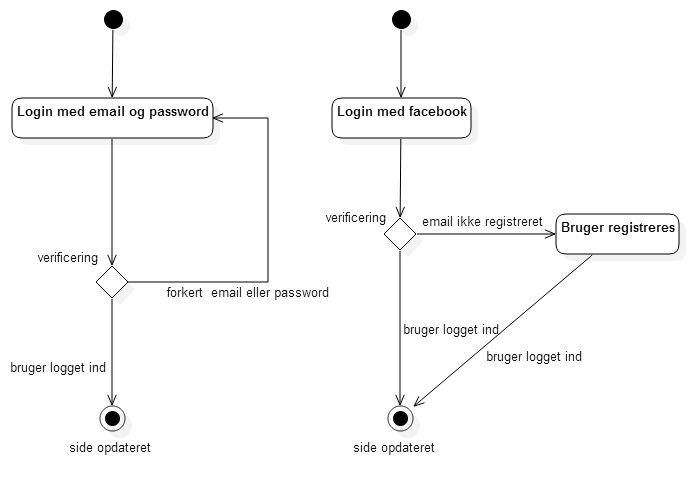 Login med email og password
verificering
forkert  email eller password
bruger logget ind
side opdateret
Login med facebook
verificering
email ikke registreret
Bruger registreres
bruger logget ind
bruger logget ind
side opdateret